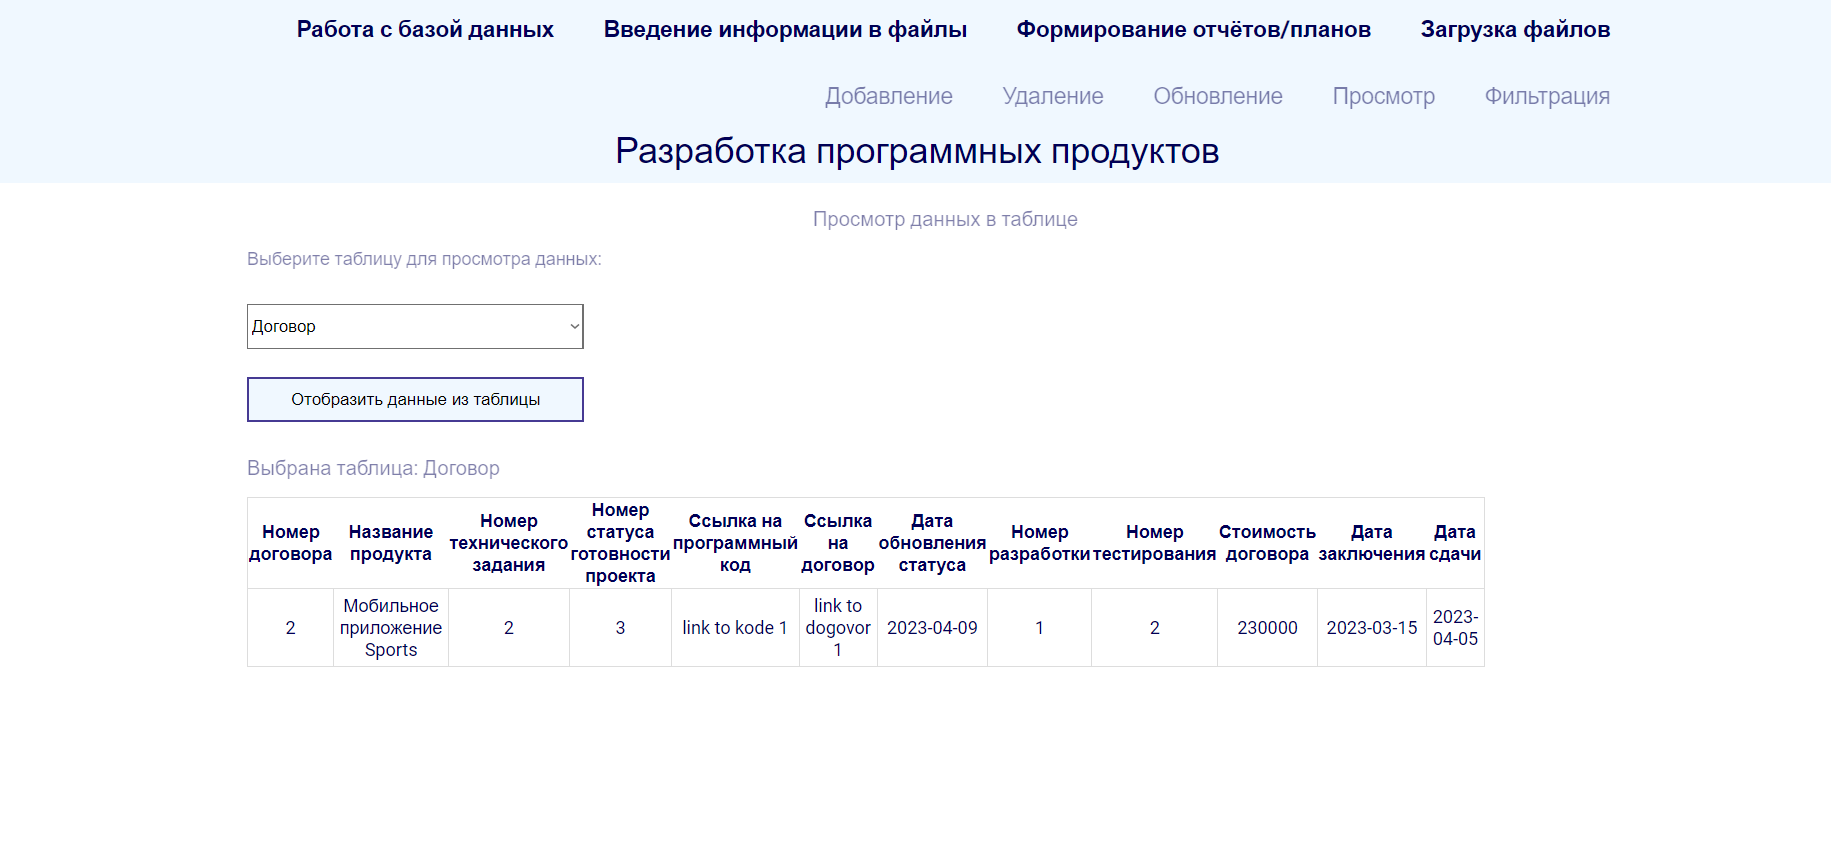 Работа с базой данных Введение информации в файлы Формирование отчётов/планов Загрузка файлов
Добавление Удаление Обновление Просмотр Фильтрация
Разработка программных продуктов
Просмотр данных в таблице
Выберите таблицу для просмотра данных:
Договор
Отобразить данные из таблицы
Выбрана таблица: Договор
Номер
договора
Название
продукта
Номер
технического
задания
Номер
статуса
готовности
проекта
Ссылка на
программный
код
Ссылка
на
договор
Дата
обновления
статуса
Номер
разработки
Номер
тестирования
Стоимость
договора
Дата
заключения
Дата
сдачи
2
Мобильное
приложение
Sports
2
3
link to kode 1
link to
dogovor
1
2023-04-09
1
2
230000
2023-03-15
2023-
04-05